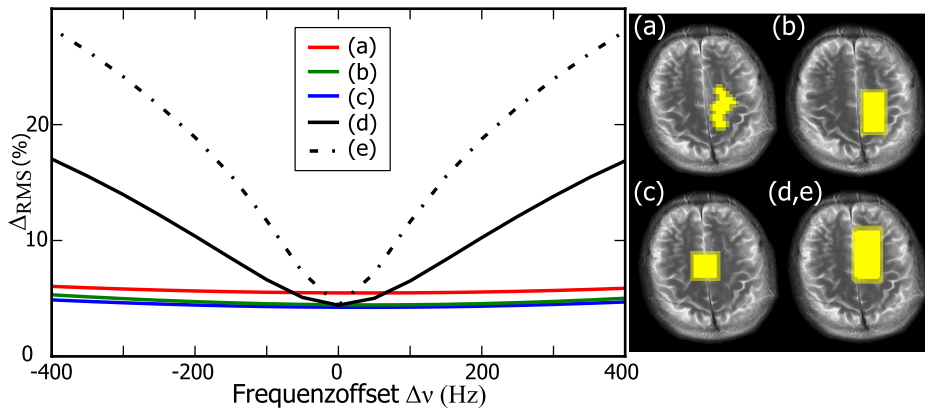 (a)
(b)
(c)
(d)
(e)
20
10
0
Δ_RMS (%)
-400
-200
0
200
400
Frequenzoffset Δν (Hz)
(a)
(b)
(c)
(d,e)